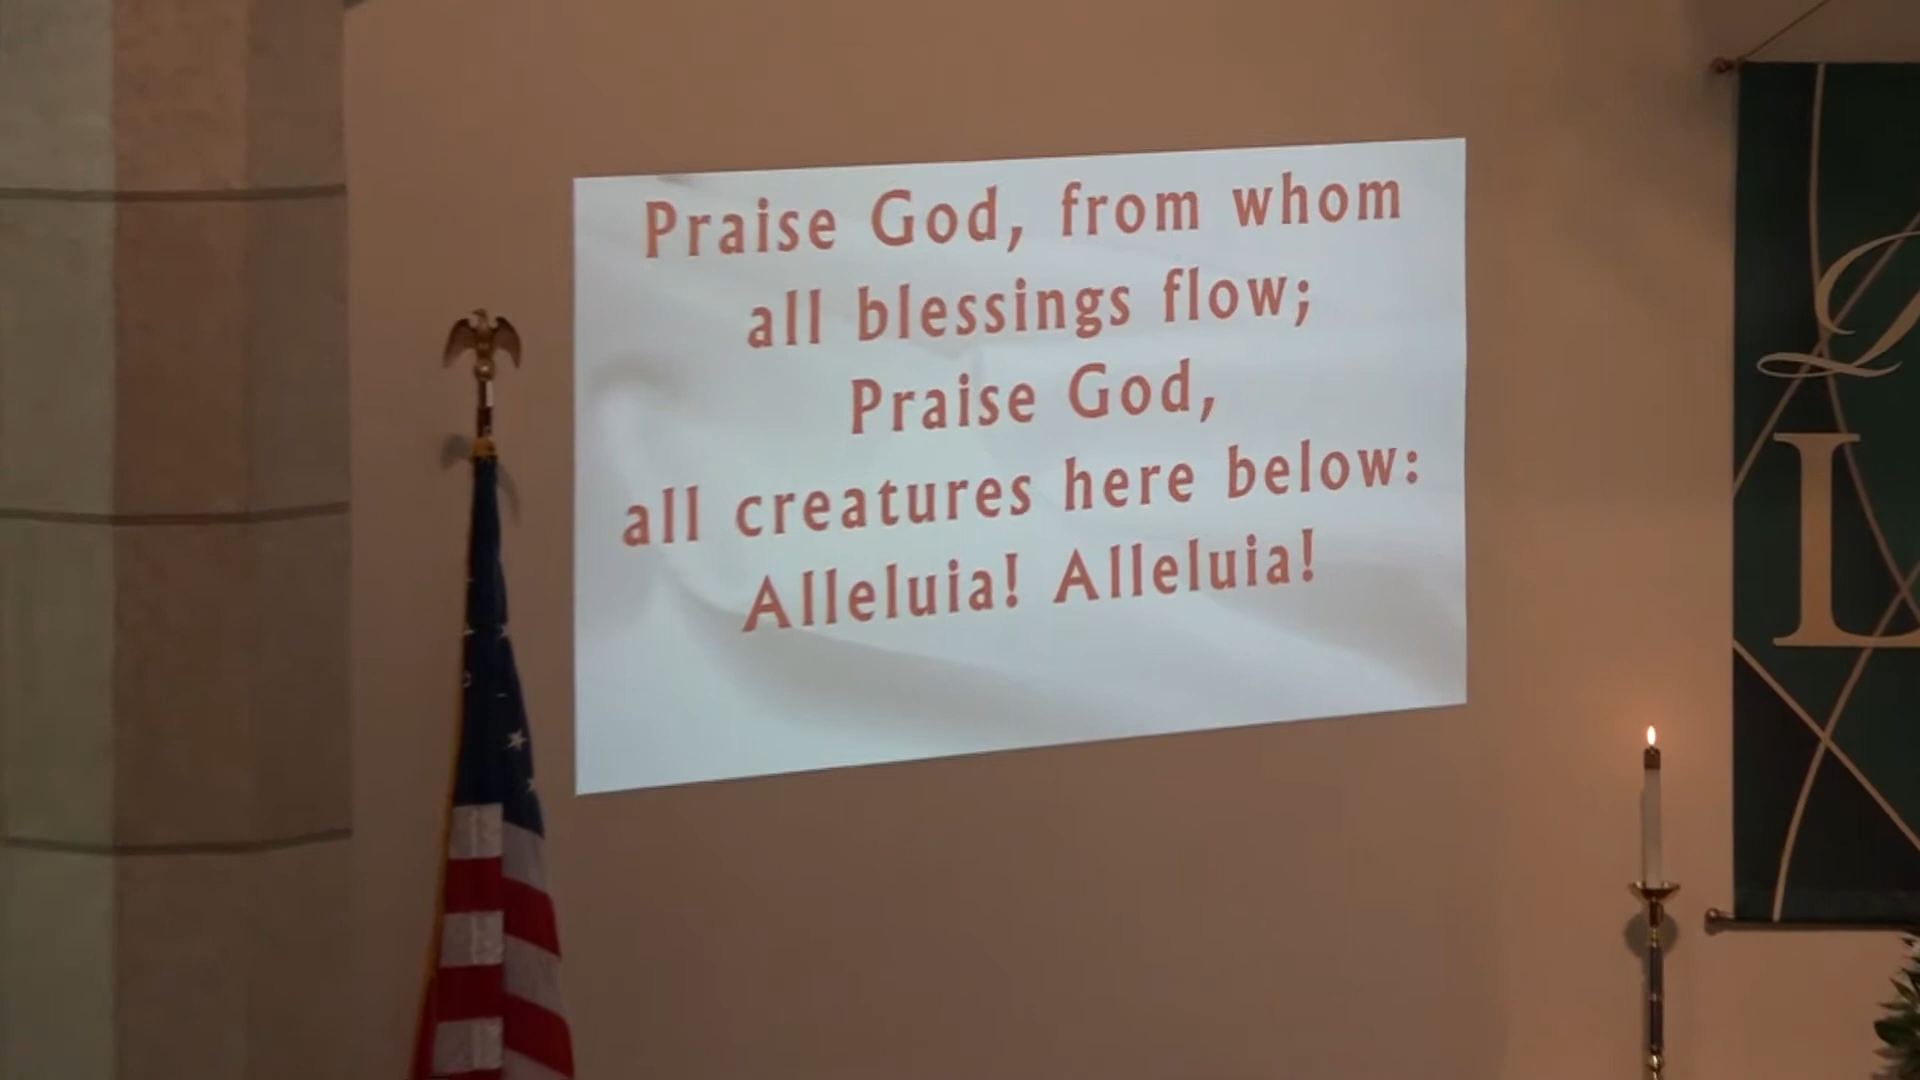 Praise God, from whom
all blessings flow;
Praise God,
all creatures here below:
Alleluia! Alleluia!
L
L